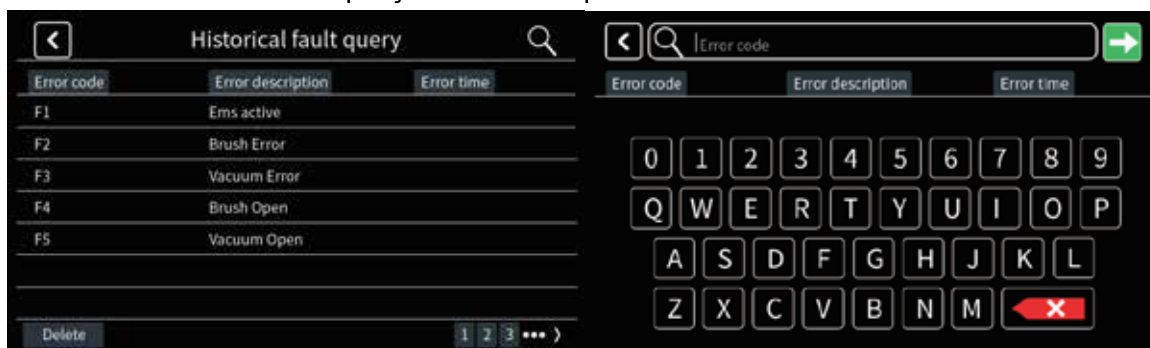 Historical fault query
Error code Error description Error time
F1 Ems active
F2 Brush Error
F3 Vacuum Error
F4 Brush Open
F5 Vacuum Open
Delete 1 2 3 ••• 〉
Error code
Error code Error description Error time
0 1 2 3 4 5 6 7 8 9
Q W E R T Y U I O P
A S D F G H J K L
Z X C V B N M